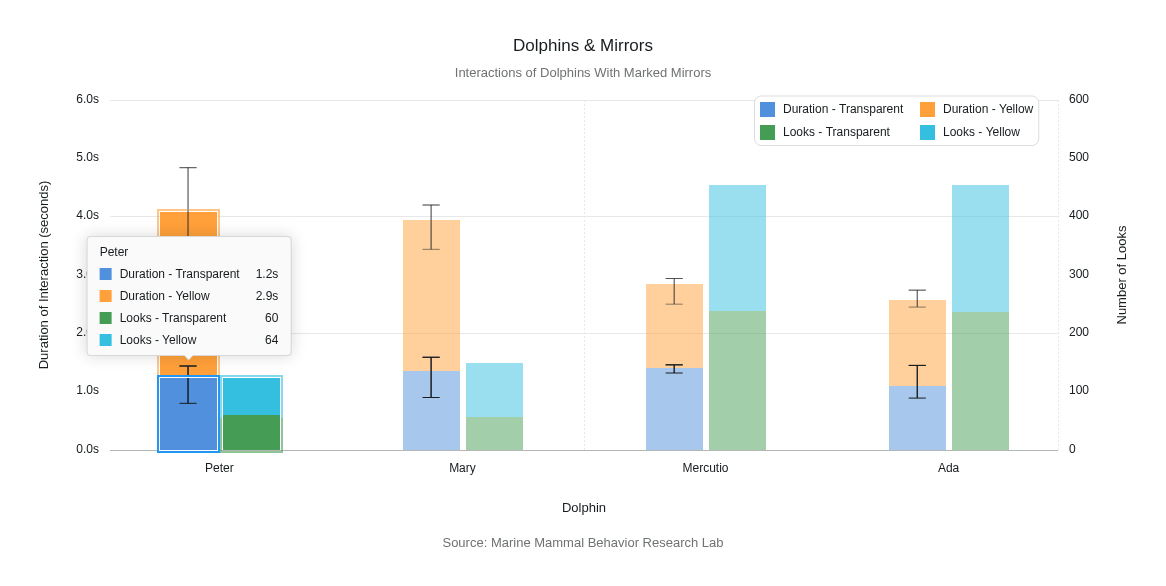 Dolphins & Mirrors
Interactions of Dolphins With Marked Mirrors
Duration - Transparent
Duration - Yellow
Looks - Transparent
Looks - Yellow
Duration of Interaction (seconds)
6.0s
5.0s
4.0s
1.0s
0.0s
Peter
Duration - Transparent 1.2s
Duration - Yellow 2.9s
Looks - Transparent 60
Looks - Yellow 64
600
500
400
300
200
100
0
Number of Looks
Peter
Mary
Mercutio
Ada
Dolphin
Source: Marine Mammal Behavior Research Lab